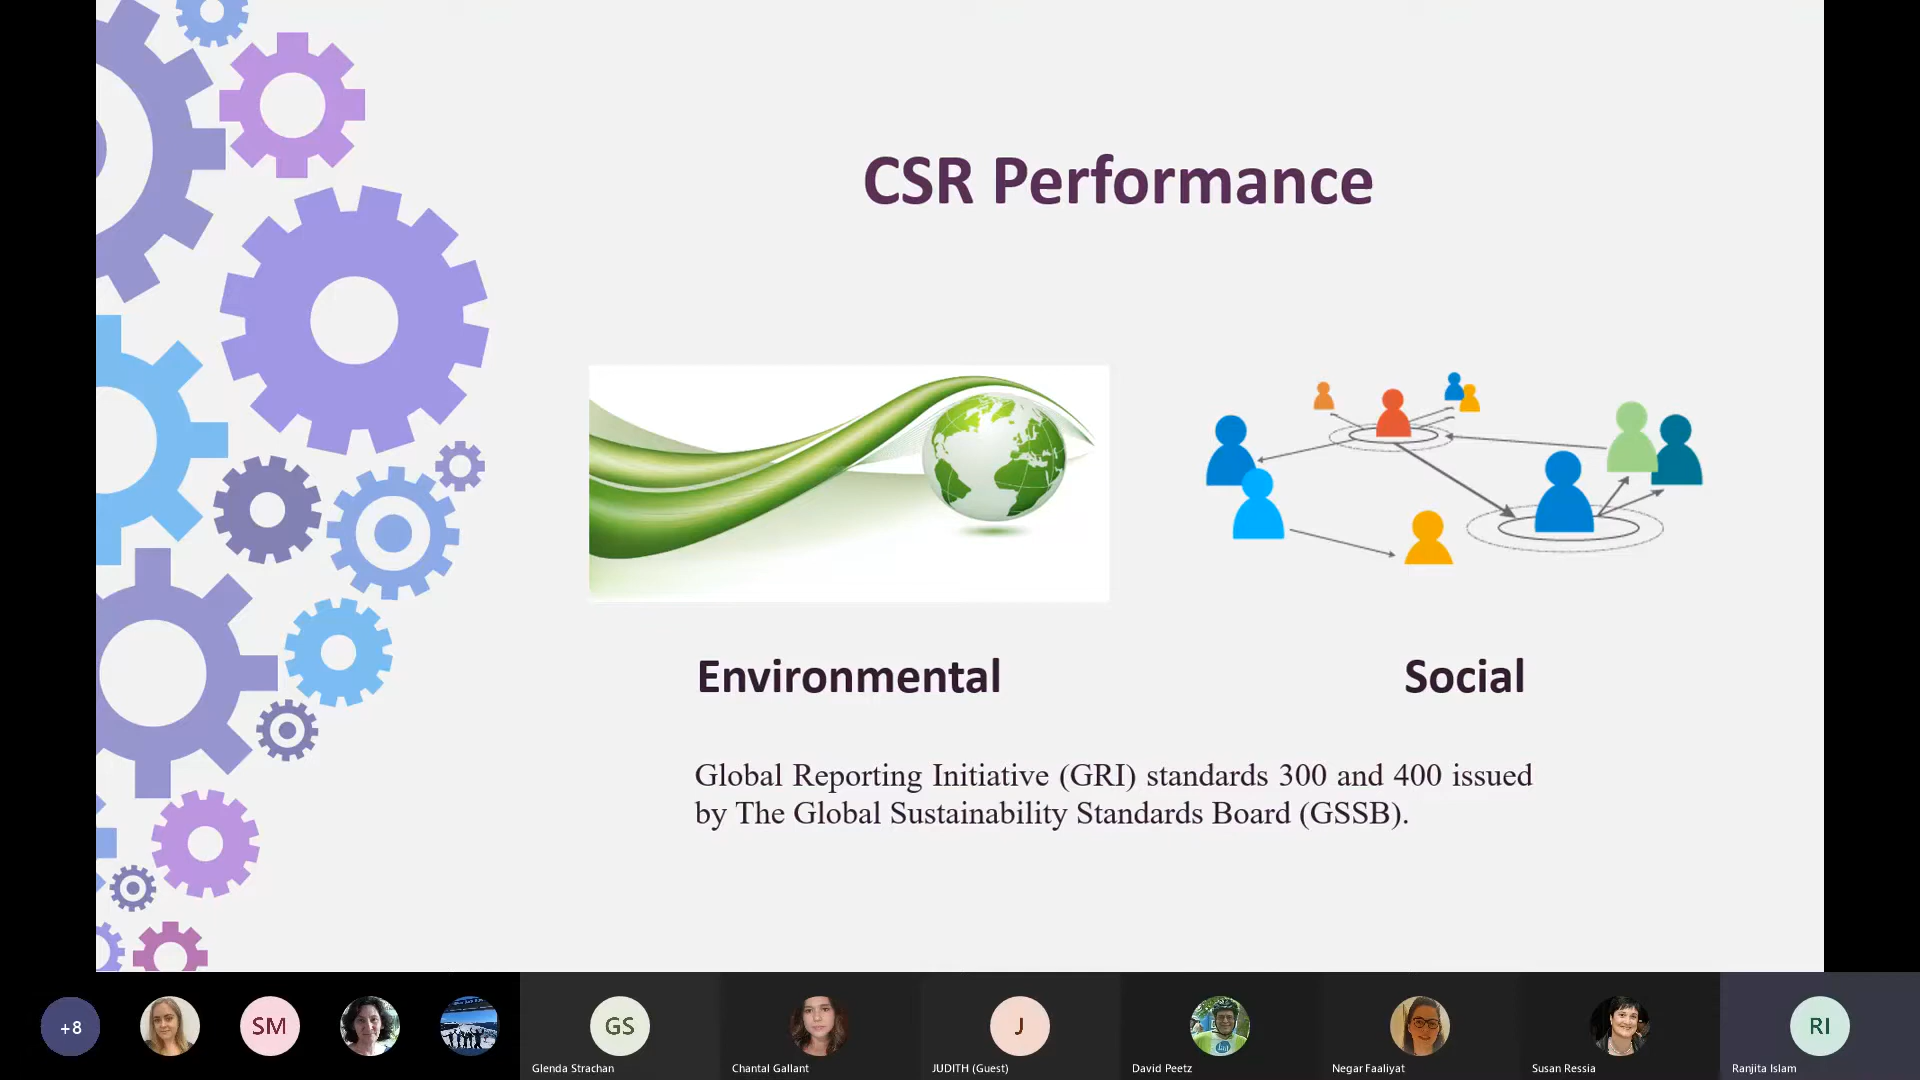 CSR Performance
Environmental
Social
Global Reporting Initiative (GRI) standards 300 and 400 issued
by The Global Sustainability Standards Board (GSSB).
+8
SM
GS
J
RI
Glenda Strachan
Chantal Gallant
JUDITH (Guest)
David Peetz
Negar Faaliyat
Susan Ressia
Ranjita Islam